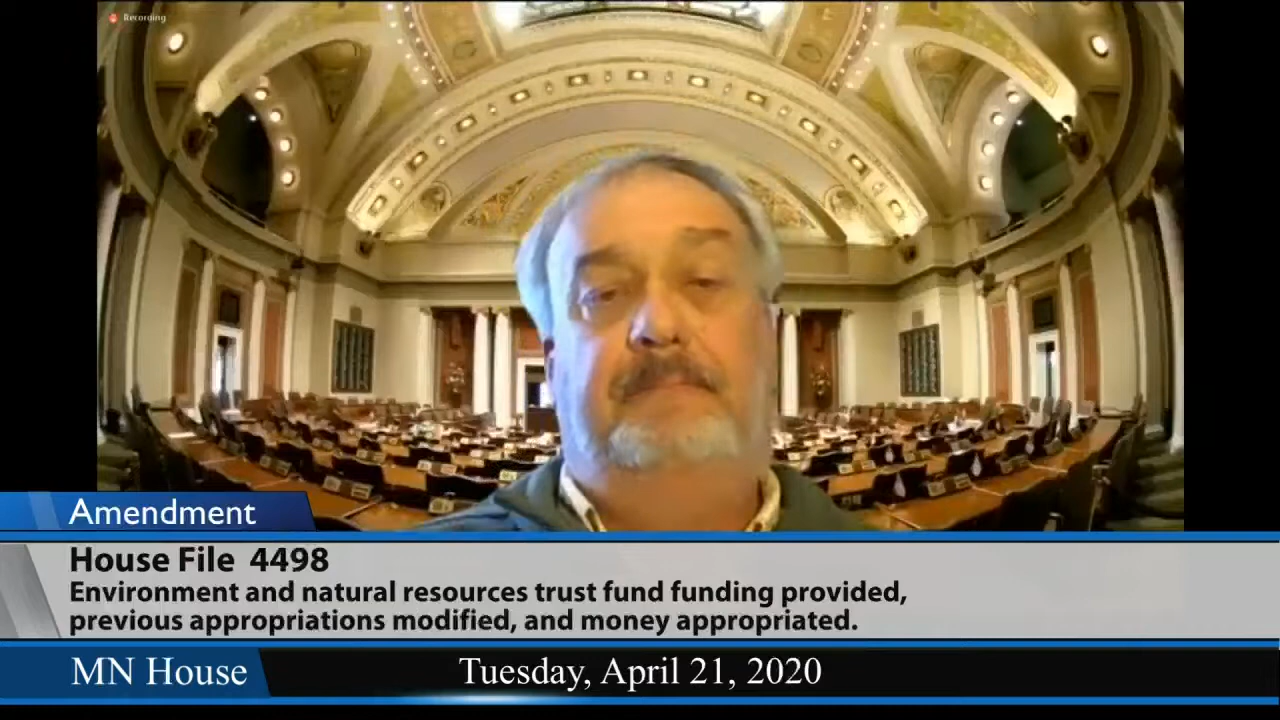 Recording
Amendment
House File 4498
Environment and natural resources trust fund funding provided,
previous appropriations modified, and money appropriated.
MN House
Tuesday, April 21, 2020